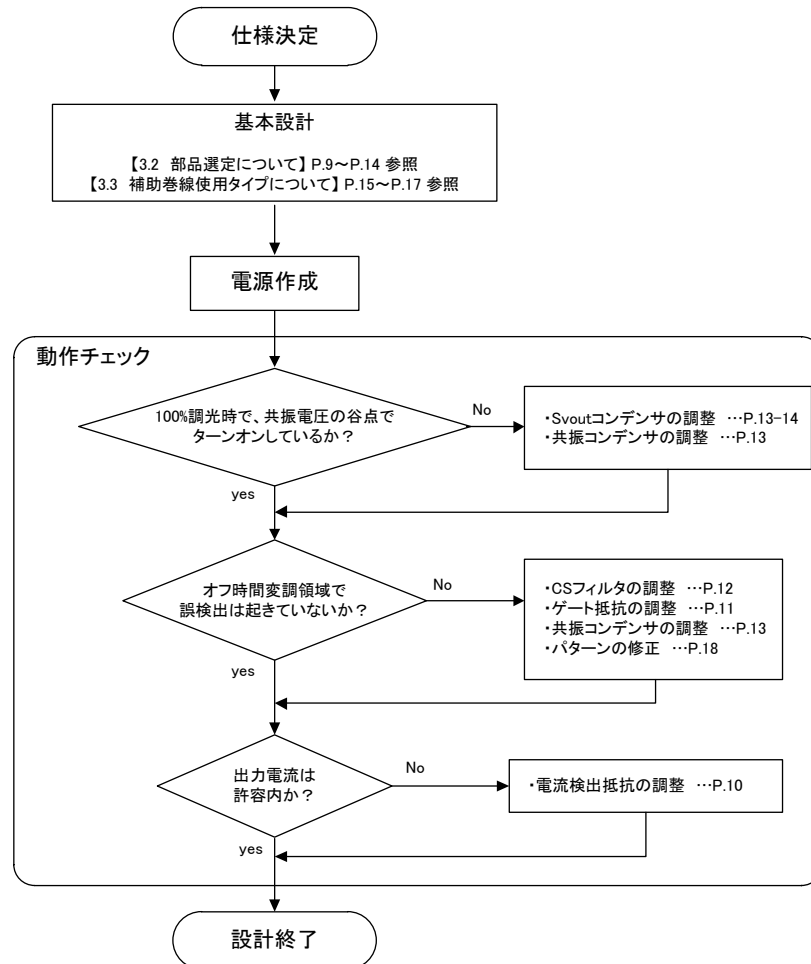 仕様決定
基本設計
【3.2 部品選定について】 P.9～P.14 参照
【3.3 補助巻線使用タイプについて】 P.15～P.17 参照
電源作成
動作チェック
100%調光時で、共振電圧の谷点で
ターンオンしているか？
No
・Svoutコンデンサの調整 …P.13-14
・共振コンデンサの調整 …P.13
yes
オフ時間変調領域で
誤検出は起きていないか？
No
・CSフィルタの調整 …P.12
・ゲート抵抗の調整 …P.11
・共振コンデンサの調整 …P.13
・パターンの修正 …P.18
yes
出力電流は
許容内か？
No
・電流検出抵抗の調整 …P.10
yes
設計終了